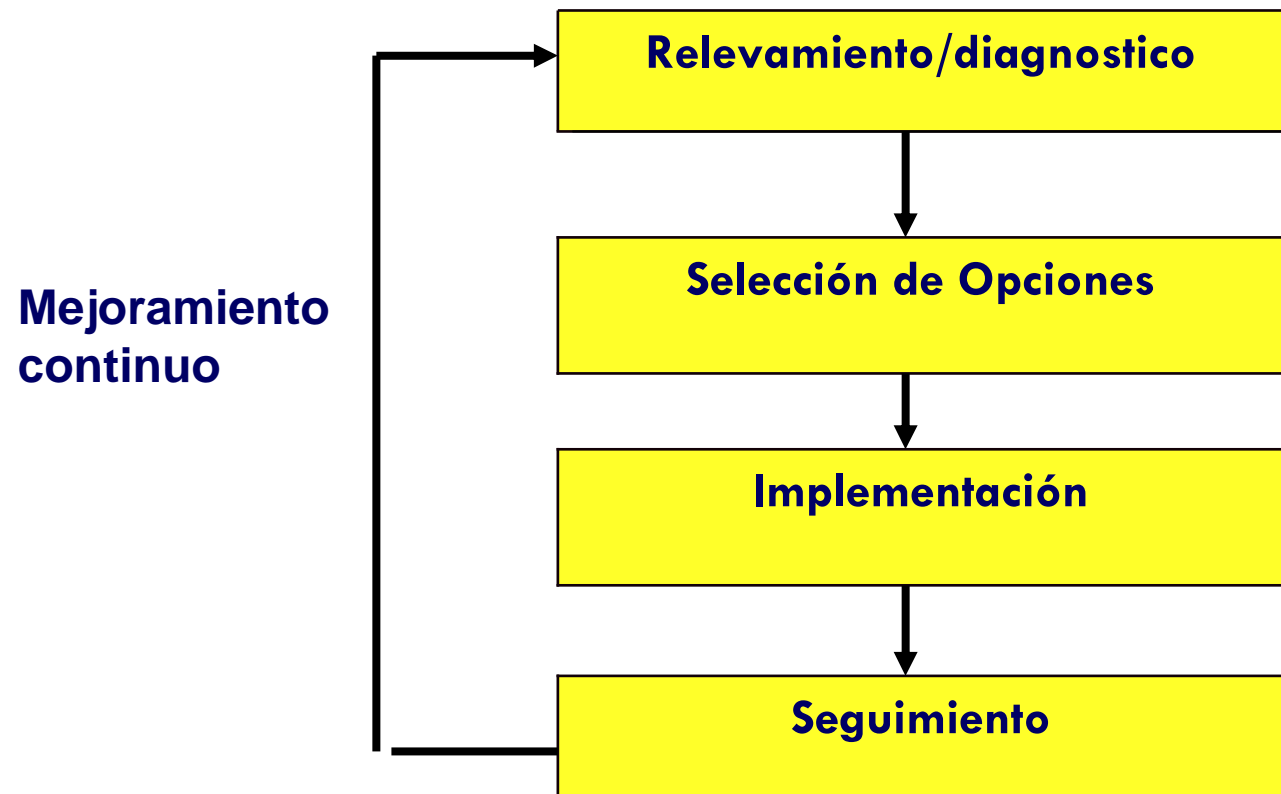 Relevamiento/diagnostico
Selección de Opciones
Mejoramiento
continuo
Implementación
Seguimiento